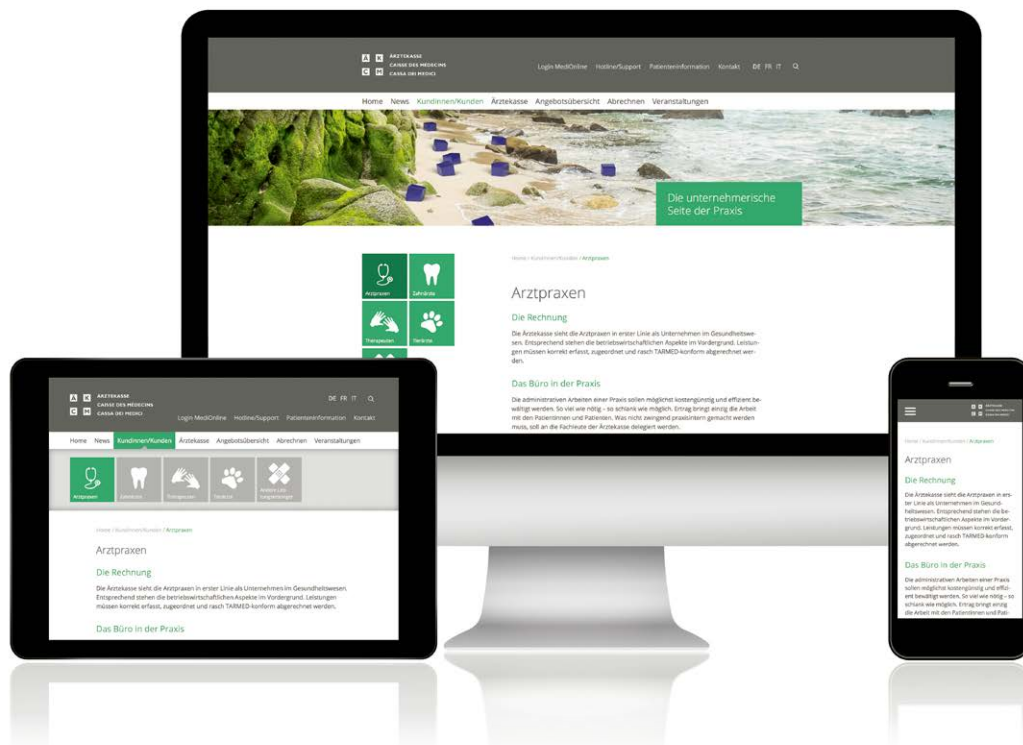 ÄRZTEKASSE
CAISSE DES MÉDECINS
CASSA DEI MEDICI
Login MediOnline Hotline/Support Patienteninformation Kontakt DE FR IT
Home News Kundinnen/Kunden Ärztekasse Angebotsübersicht Abrechnen Veranstaltungen
Die unternehmerische
Seite der Praxis
Arztpraxen Zahnärzte
Therapeuten Tierärzte
Home / Kundinnen/Kunden / Arztpraxen
Arztpraxen
Die Rechnung
Die Ärztekasse sieht die Arztpraxen in erster Linie als Unternehmen im Gesundheitswe-
sen. Entsprechend stehen die betriebswirtschaftlichen Aspekte im Vordergrund. Leistun-
gen müssen korrekt erfasst, zugeordnet und rasch TARMED-konform abgerechnet wer-
den.
Das Büro in der Praxis
Die administrativen Arbeiten einer Praxis sollen möglichst kostengünstig und effizient be-
wältigt werden. So viel wie nötig – so schlank wie möglich. Ertrag bringt einzig die Arbeit
mit den Patientinnen und Patienten. Was nicht zwingend praxisintern gemacht werden
muss, soll an die Fachleute der Ärztekasse delegiert werden.
A K
C M
ÄRZTEKASSE
CAISSE DES MÉDECINS
CASSA DEI MEDICI
DE FR IT
Login MediOnline Hotline/Support Patienteninformation Kontakt
Home News Kundinnen/Kunden Ärztekasse Angebotsübersicht Abrechnen Veranstaltungen
Arztpraxen Zahnärzte Therapeuten Tierärzte Andere Leis-
tungserbringer
Home / Kundinnen/Kunden / Arztpraxen
Arztpraxen
Die Rechnung
Die Ärztekasse sieht die Arztpraxen in erster Linie als Unternehmen im Gesundheitswesen.
Entsprechend stehen die betriebswirtschaftlichen Aspekte im Vordergrund. Leistungen
müssen korrekt erfasst, zugeordnet und rasch TARMED-konform abgerechnet werden.
Das Büro in der Praxis
Home / Kundinnen/Kunden / Arztpraxen
Arztpraxen
Die Rechnung
Die Ärztekasse sieht die Arztpraxen in ers-
ter Linie als Unternehmen im Gesund-
heitswesen. Entsprechend stehen die be-
triebswirtschaftlichen Aspekte im Vorder-
grund. Leistungen müssen korrekt erfasst,
zugeordnet und rasch TARMED-konform
abgerechnet werden.
Das Büro in der Praxis
Die administrativen Arbeiten einer Praxis
sollen möglichst kostengünstig und effizi-
ent bewältigt werden. So viel wie nötig – so
schlank wie möglich. Ertrag bringt einzig
die Arbeit mit den Patientinnen und Pati-